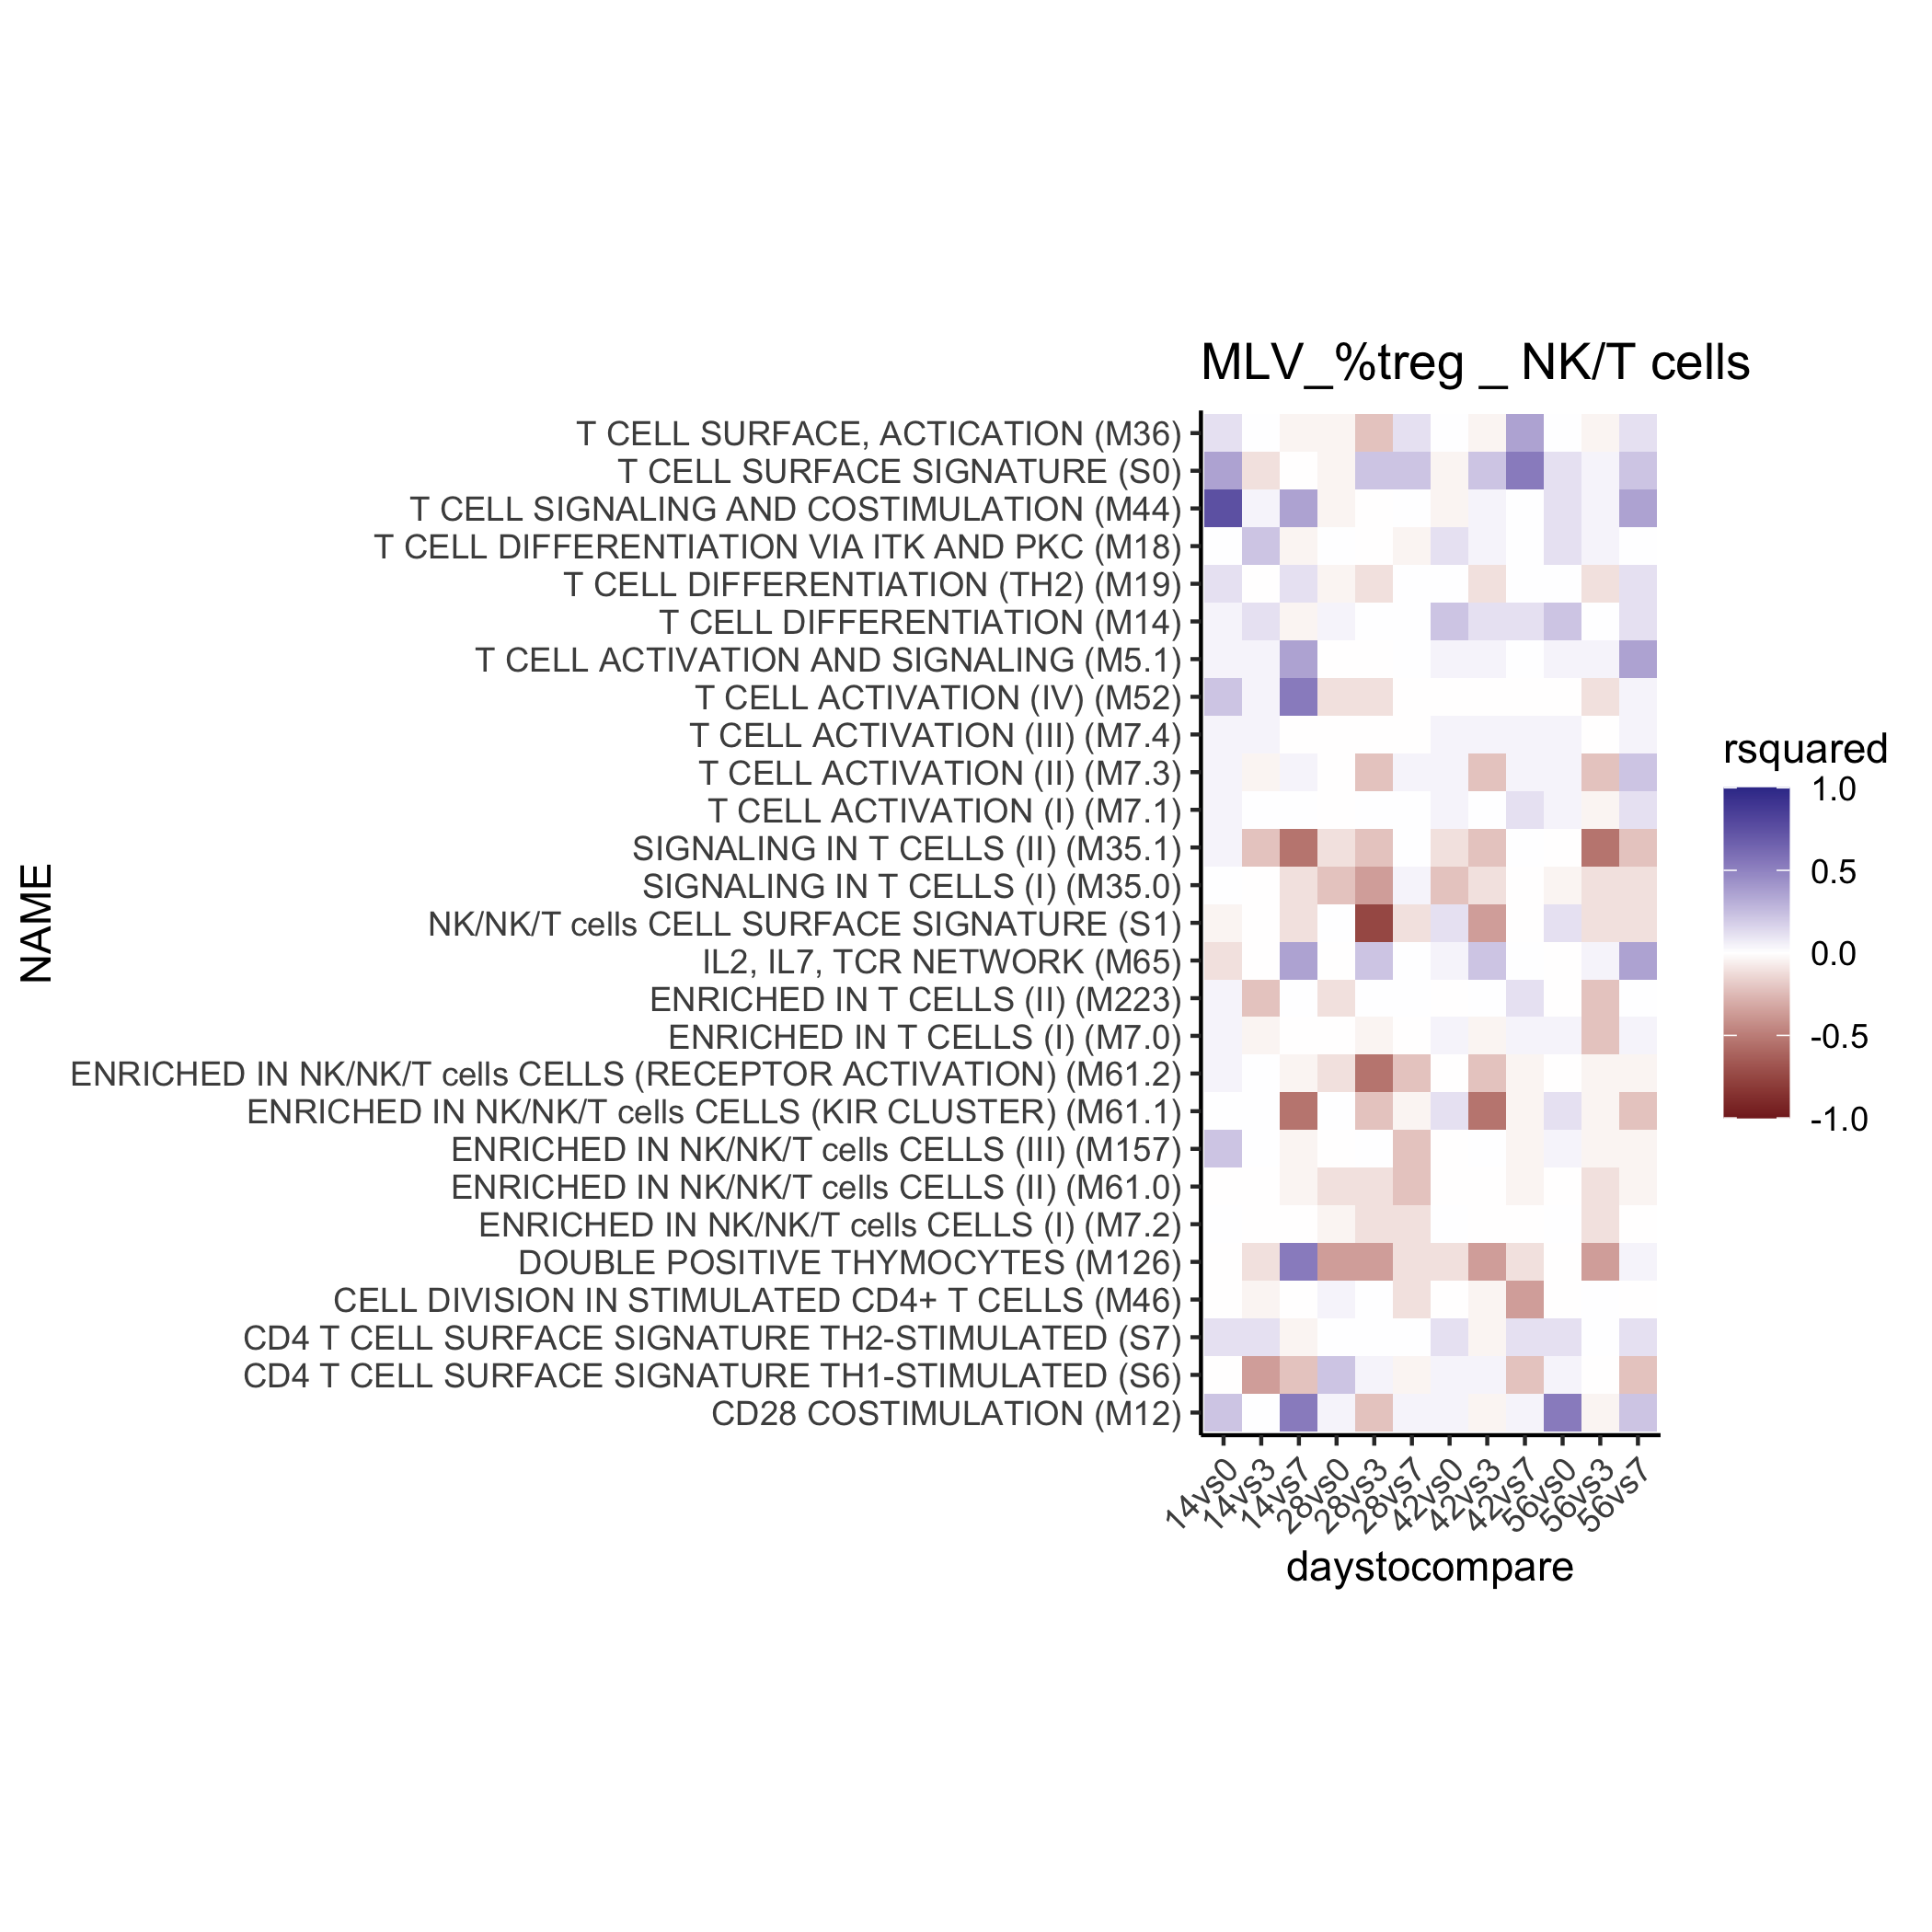 MLV_%treg _ NK/T cells
NAME
T CELL SURFACE, ACTICATION (M36)
T CELL SURFACE SIGNATURE (S0)
T CELL SIGNALING AND COSTIMULATION (M44)
T CELL DIFFERENTIATION VIA ITK AND PKC (M18)
T CELL DIFFERENTIATION (TH2) (M19)
T CELL DIFFERENTIATION (M14)
T CELL ACTIVATION AND SIGNALING (M5.1)
T CELL ACTIVATION (IV) (M52)
T CELL ACTIVATION (III) (M7.4)
T CELL ACTIVATION (II) (M7.3)
T CELL ACTIVATION (I) (M7.1)
SIGNALING IN T CELLS (II) (M35.1)
SIGNALING IN T CELLS (I) (M35.0)
NK/NK/T cells CELL SURFACE SIGNATURE (S1)
IL2, IL7, TCR NETWORK (M65)
ENRICHED IN T CELLS (II) (M223)
ENRICHED IN T CELLS (I) (M7.0)
ENRICHED IN NK/NK/T cells CELLS (RECEPTOR ACTIVATION) (M61.2)
ENRICHED IN NK/NK/T cells CELLS (KIR CLUSTER) (M61.1)
ENRICHED IN NK/NK/T cells CELLS (III) (M157)
ENRICHED IN NK/NK/T cells CELLS (II) (M61.0)
ENRICHED IN NK/NK/T cells CELLS (I) (M7.2)
DOUBLE POSITIVE THYMOCYTES (M126)
CELL DIVISION IN STIMULATED CD4+ T CELLS (M46)
CD4 T CELL SURFACE SIGNATURE TH2-STIMULATED (S7)
CD4 T CELL SURFACE SIGNATURE TH1-STIMULATED (S6)
CD28 COSTIMULATION (M12)
14vs0
14vs3
14vs7
28vs0
28vs3
28vs7
42vs0
42vs3
42vs7
56vs0
56vs3
56vs7
daystocompare
rsquared
1.0
0.5
0.0
-0.5
-1.0